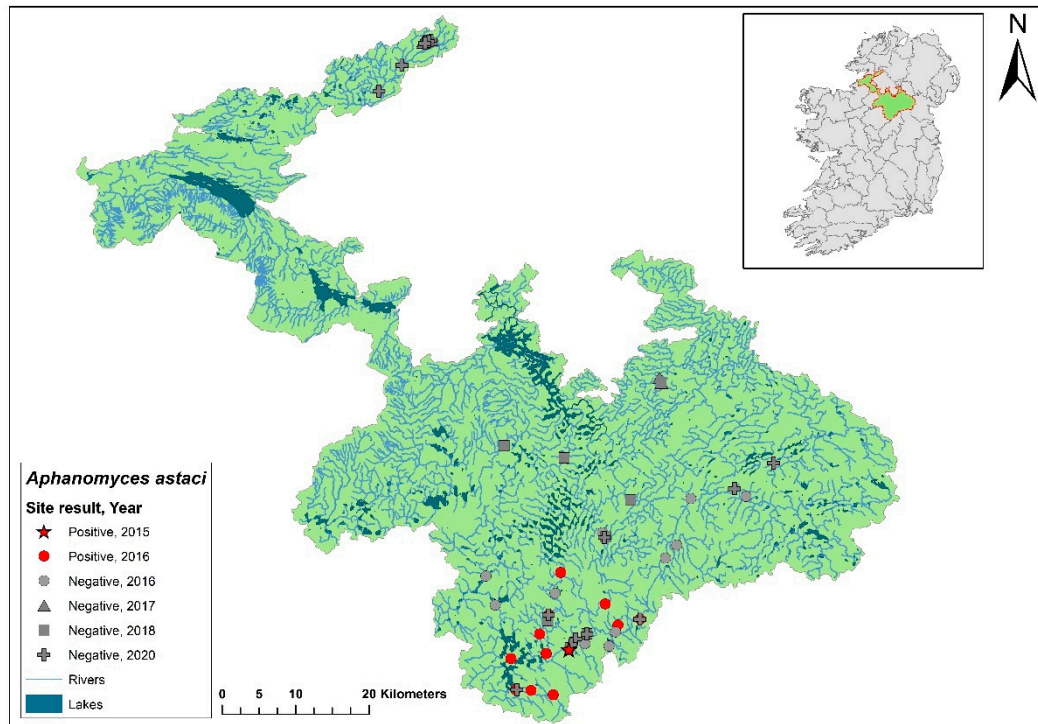 N
Aphanomyces astaci
Site result, Year
Positive, 2015
Positive, 2016
Negative, 2016
Negative, 2017
Negative, 2018
Negative, 2020
Rivers
Lakes
0 5 10 20 Kilometers